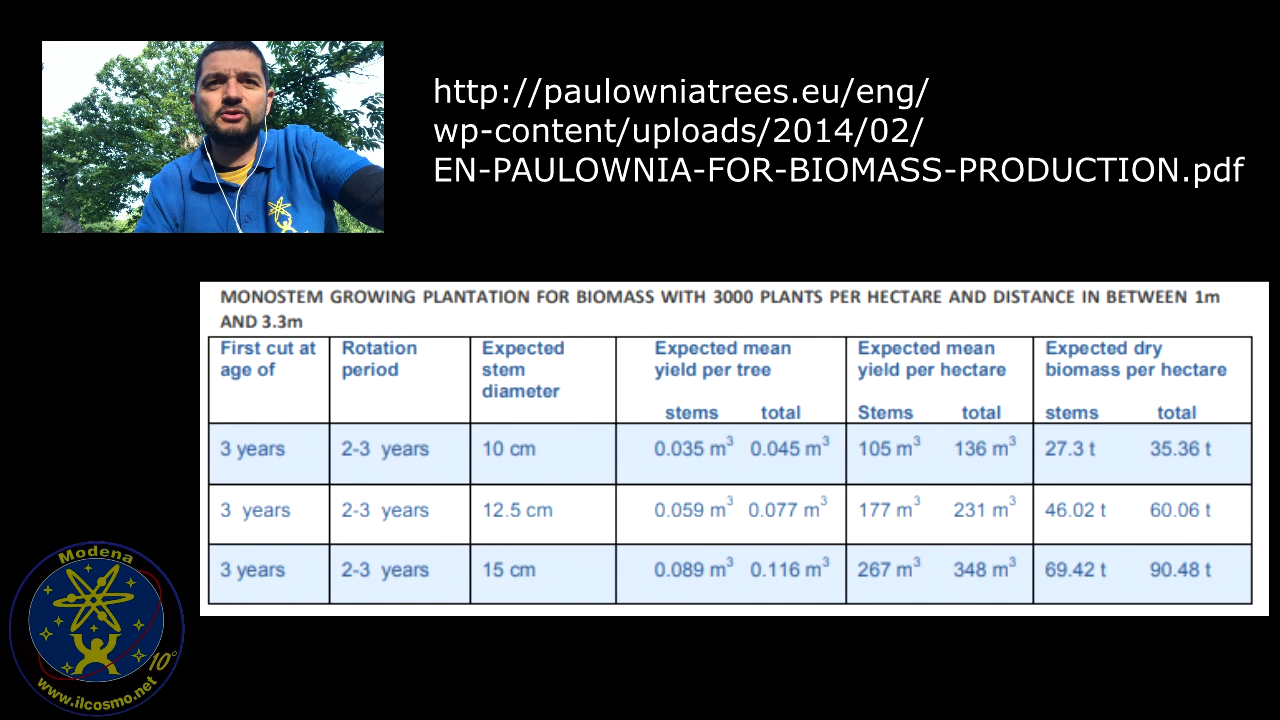 http://paulowniatrees.eu/eng/
wp-content/uploads/2014/02/
EN-PAULOWNIA-FOR-BIOMASS-PRODUCTION.pdf
MONOSTEM GROWING PLANTATION FOR BIOMASS WITH 3000 PLANTS PER HECTARE AND DISTANCE IN BETWEEN 1m
AND 3.3m
First cut at age of Rotation period Expected stem diameter Expected mean yield per tree Expected mean yield per hectare Expected dry biomass per hectare
stems total Stems total stems total
3 years 2-3 years 10 cm 0.035 m³ 0.045 m³ 105 m³ 136 m³ 27.3 t 35.36 t
3 years 2-3 years 12.5 cm 0.059 m³ 0.077 m³ 177 m³ 231 m³ 46.02 t 60.06 t
3 years 2-3 years 15 cm 0.089 m³ 0.116 m³ 267 m³ 348 m³ 69.42 t 90.48 t
Modena
10°
www.ilcosmo.net